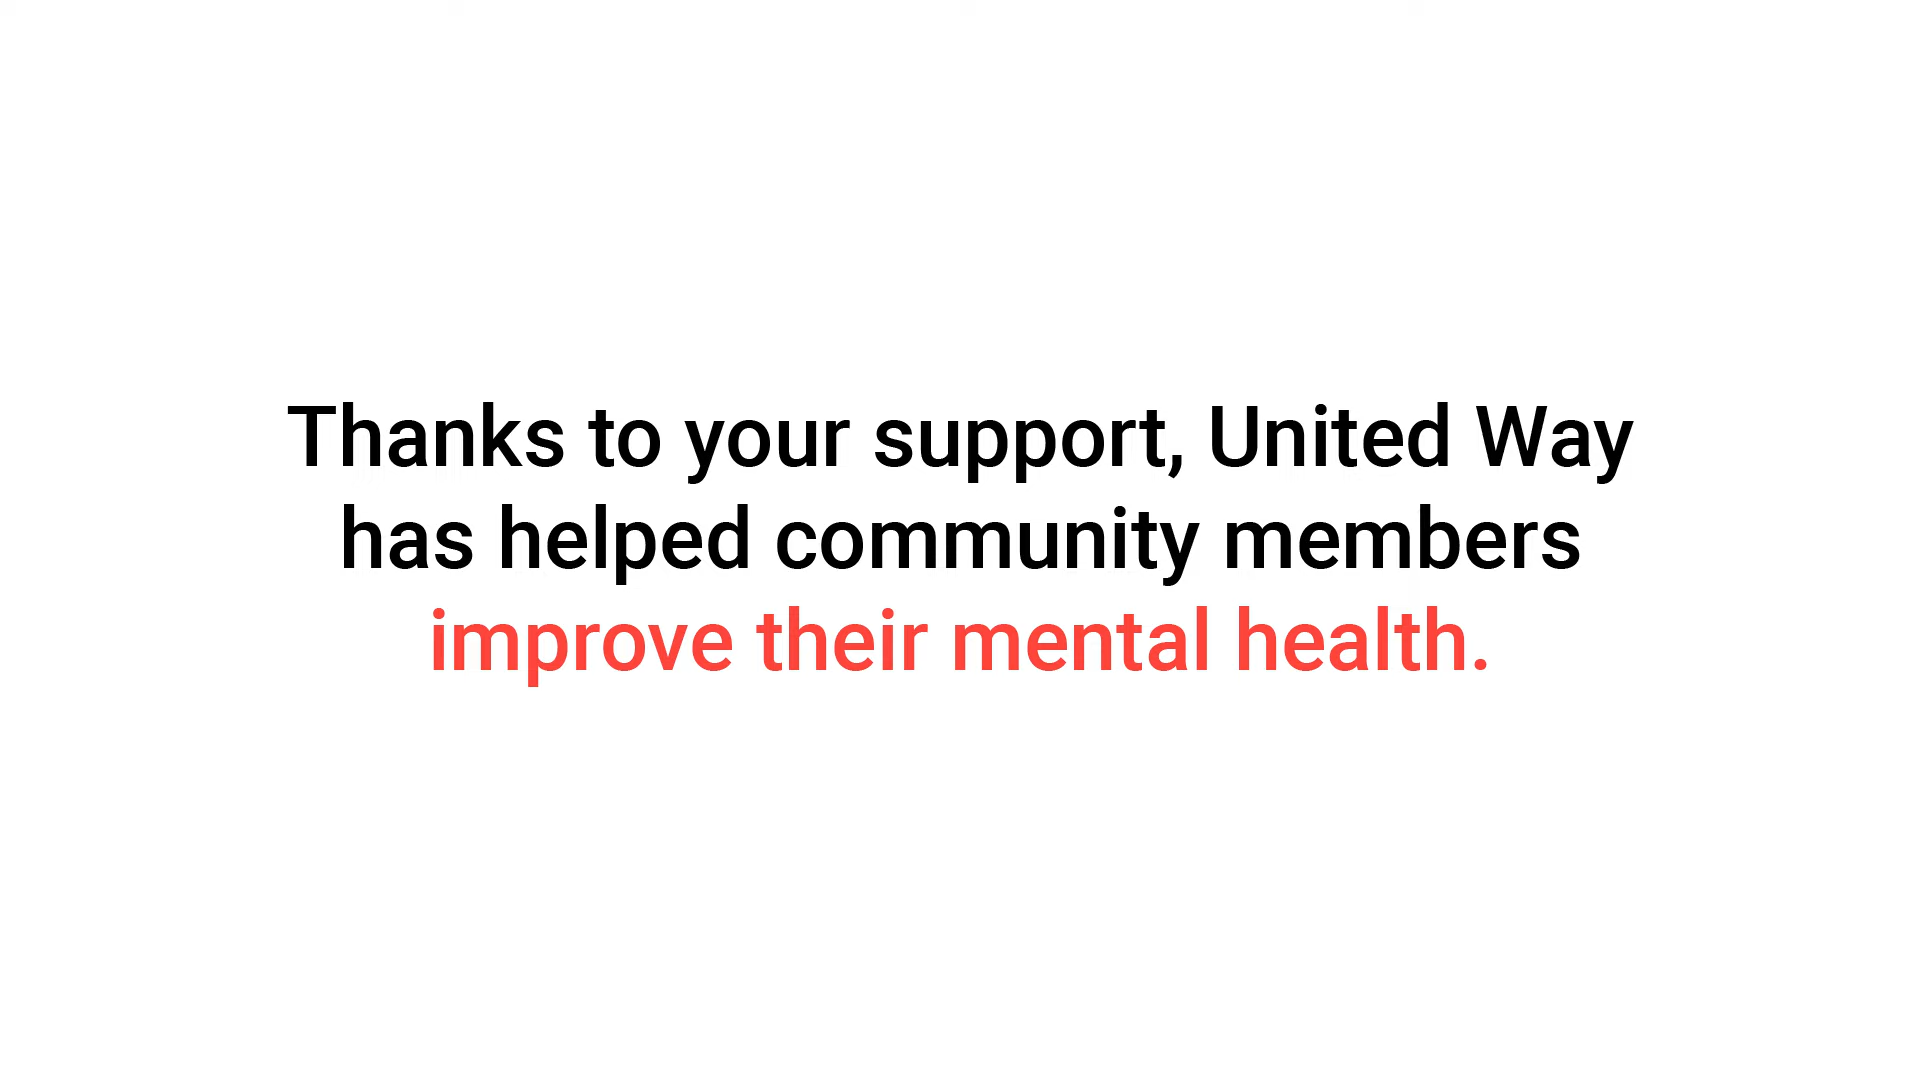 Thanks to your support, United Way
has helped community members
improve their mental health.